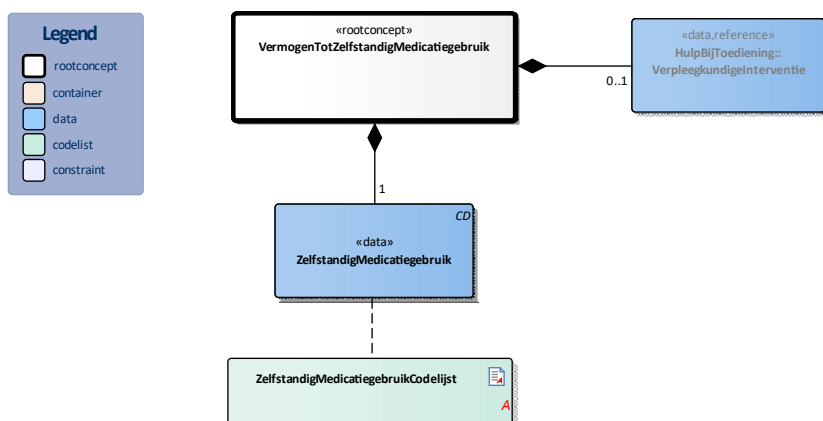 Legend
rootconcept
container
data
codelist
constraint
«rootconcept»
VermogenTotZelfstandigMedicatiegebruik
«data,reference»
HulpBijToediening::
VerpleegkundigeInterventie
0..1
1
CD
«data»
ZelfstandigMedicatiegebruik
ZelfstandigMedicatiegebruikCodelijst
A